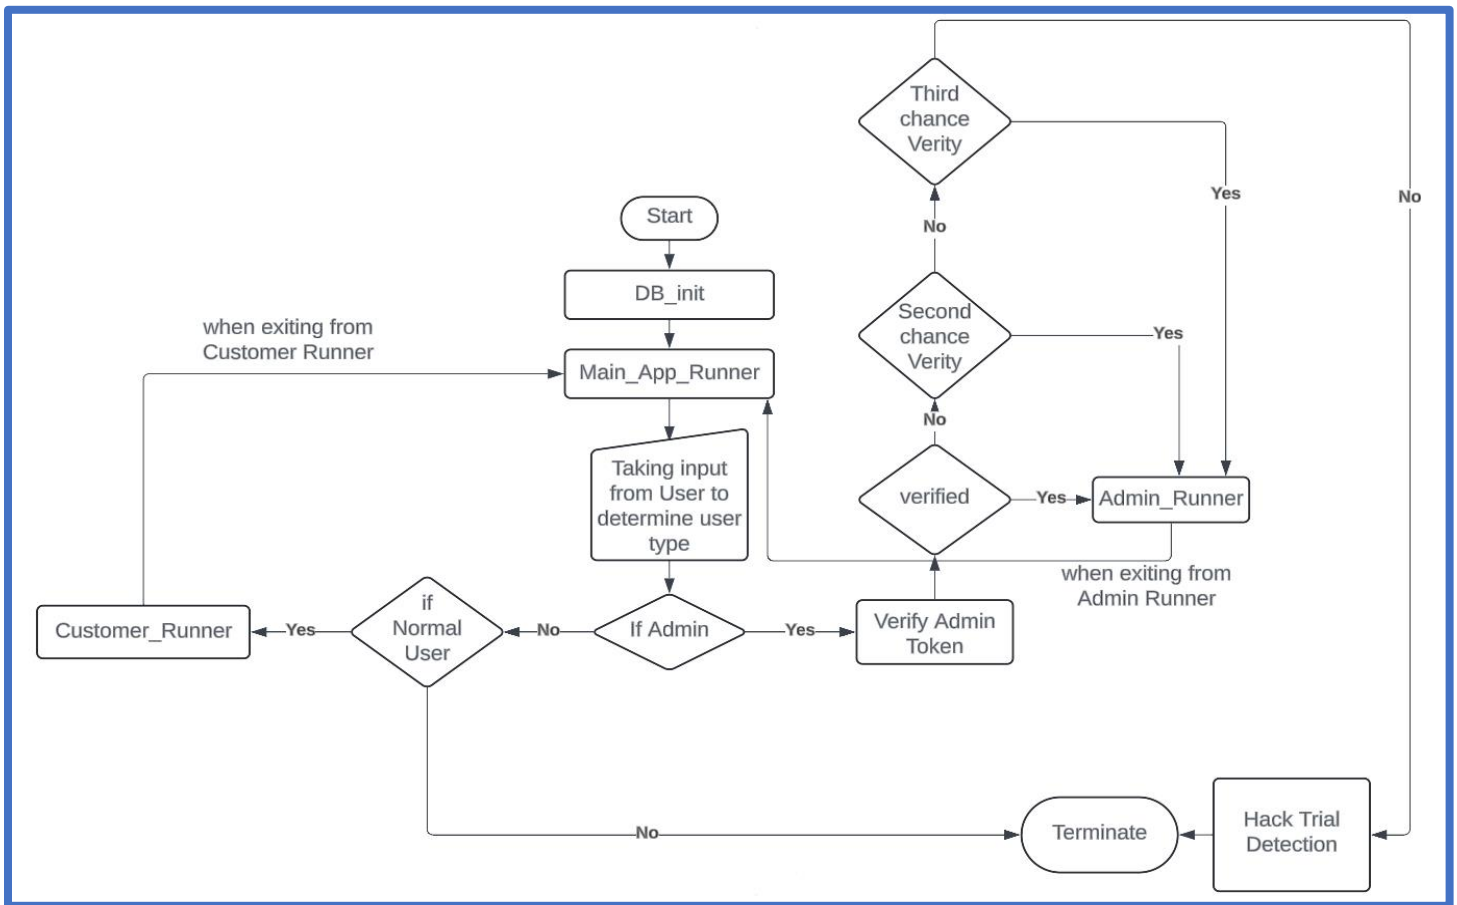 Third
chance
Verity
Yes
No
Start
No
DB_init
Second
chance
Verity
when exiting from
Customer Runner
Yes
Main_App_Runner
No
Taking input
from User to
determine user
type
verified
Yes
Admin_Runner
when exiting from
Admin Runner
Customer_Runner
Yes
if
Normal
User
No
If Admin
Yes
Verify Admin
Token
No
Terminate
Hack Trial
Detection